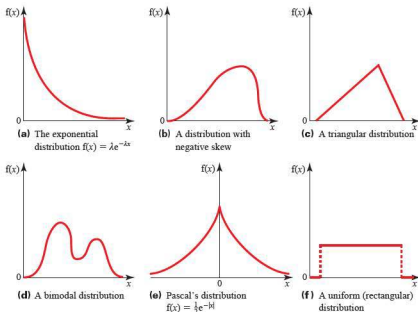 f(x)
0
x
(a) The exponential
distribution f(x) = λe⁻ᵏˣ
f(x)
0
x
(b) A distribution with
negative skew
f(x)
0
x
(c) A triangular distribution
f(x)
0
x
(d) A bimodal distribution
f(x)
0
x
(e) Pascal's distribution
f(x) = ½e⁻|x|
f(x)
0
x
(f) A uniform (rectangular)
distribution